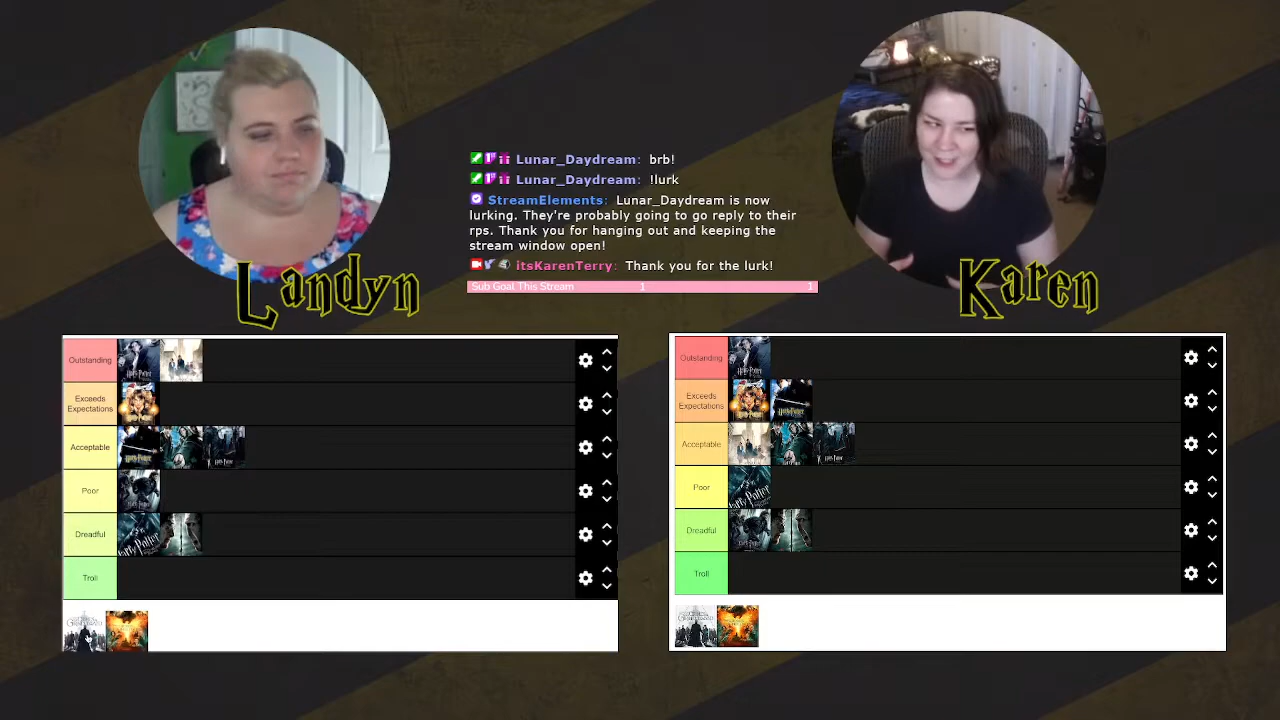 Lunar_Daydream: brb!
Lunar_Daydream: !lurk
StreamElements: Lunar_Daydream is now
lurking. They're probably going to go reply to their
rps. Thank you for hanging out and keeping the
stream window open!
itsKarenTerry: Thank you for the lurk!
Sub Goal This Stream 1 1
Landyn
Karen
Outstanding
Exceeds
Expectations
Acceptable
Poor
Dreadful
Troll
Outstanding
Exceeds
Expectations
Acceptable
Poor
Dreadful
Troll